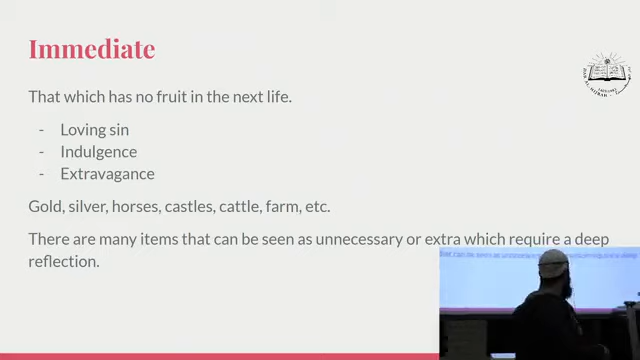 Immediate
That which has no fruit in the next life.
- Loving sin
- Indulgence
- Extravagance
Gold, silver, horses, castles, cattle, farm, etc.
There are many items that can be seen as unnecessary or extra which require a deep
reflection.